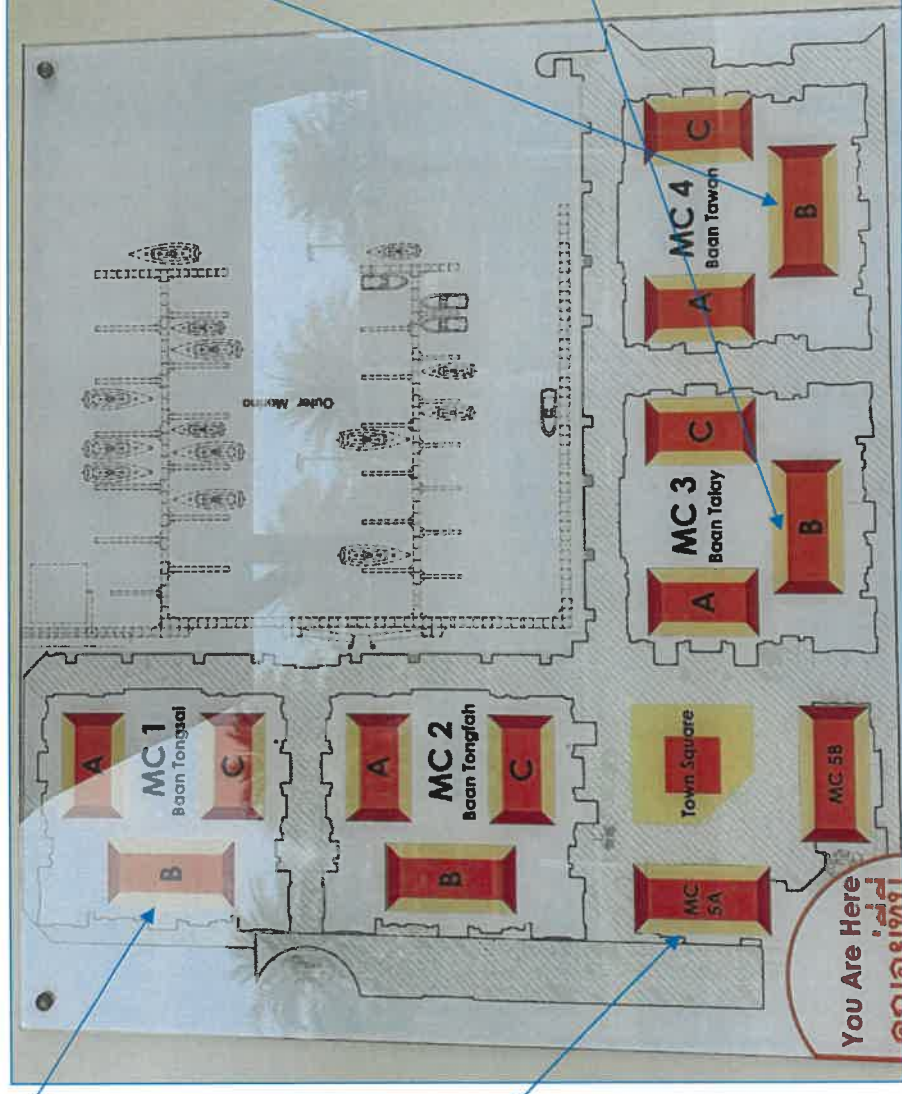 Outer Marina
A
MC 1
Baan Tongsai
C
B
A
MC 2
Baan Tongfah
C
B
C
MC 4
Baan Tawan
A
B
C
MC 3
Baan Talay
A
B
Town Square
MC
5A
MC 5B
You Are Here